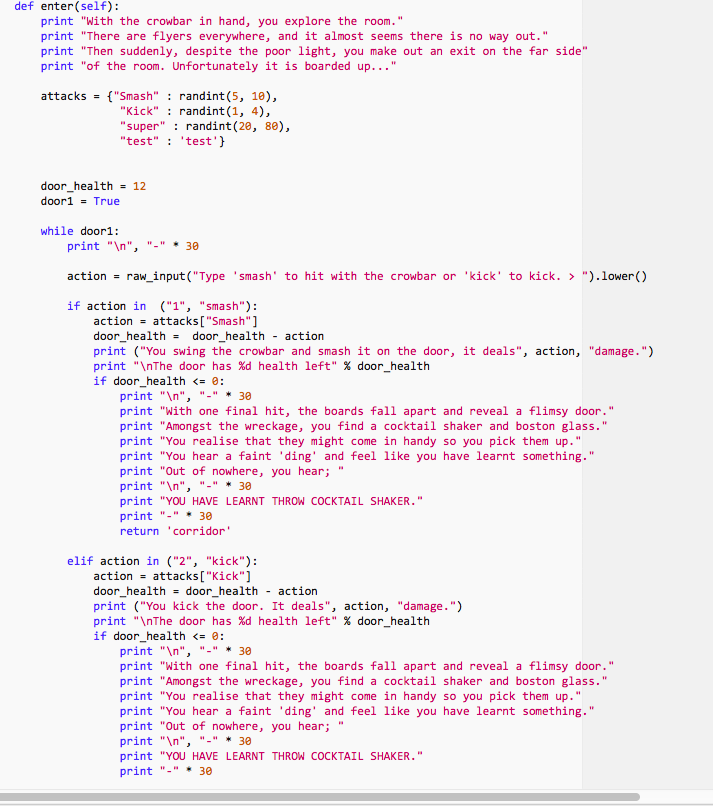 def enter(self):
    print "With the crowbar in hand, you explore the room."
    print "There are flyers everywhere, and it almost seems there is no way out."
    print "Then suddenly, despite the poor light, you make out an exit on the far side"
    print "of the room. Unfortunately it is boarded up..."

    attacks = {"Smash" : randint(5, 10),
                "Kick" : randint(1, 4),
                "super" : randint(20, 80),
                "test" : 'test'}

    door_health = 12
    door1 = True

    while door1:
        print "\n", "-" * 30

        action = raw_input("Type 'smash' to hit with the crowbar or 'kick' to kick. > ").lower()

        if action in  ("1", "smash"):
            action = attacks["Smash"]
            door_health =  door_health - action
            print ("You swing the crowbar and smash it on the door, it deals", action, "damage.")
            print "\nThe door has %d health left" % door_health
            if door_health <= 0:
                print "\n", "-" * 30
                print "With one final hit, the boards fall apart and reveal a flimsy door."
                print "Amongst the wreckage, you find a cocktail shaker and boston glass."
                print "You realise that they might come in handy so you pick them up."
                print "You hear a faint 'ding' and feel like you have learnt something."
                print "Out of nowhere, you hear; "
                print "\n", "-" * 30
                print "YOU HAVE LEARNT THROW COCKTAIL SHAKER."
                print "-" * 30
                return 'corridor'

        elif action in ("2", "kick"):
            action = attacks["Kick"]
            door_health = door_health - action
            print ("You kick the door. It deals", action, "damage.")
            print "\nThe door has %d health left" % door_health
            if door_health <= 0:
                print "\n", "-" * 30
                print "With one final hit, the boards fall apart and reveal a flimsy door."
                print "Amongst the wreckage, you find a cocktail shaker and boston glass."
                print "You realise that they might come in handy so you pick them up."
                print "You hear a faint 'ding' and feel like you have learnt something."
                print "Out of nowhere, you hear; "
                print "\n", "-" * 30
                print "YOU HAVE LEARNT THROW COCKTAIL SHAKER."
                print "-" * 30